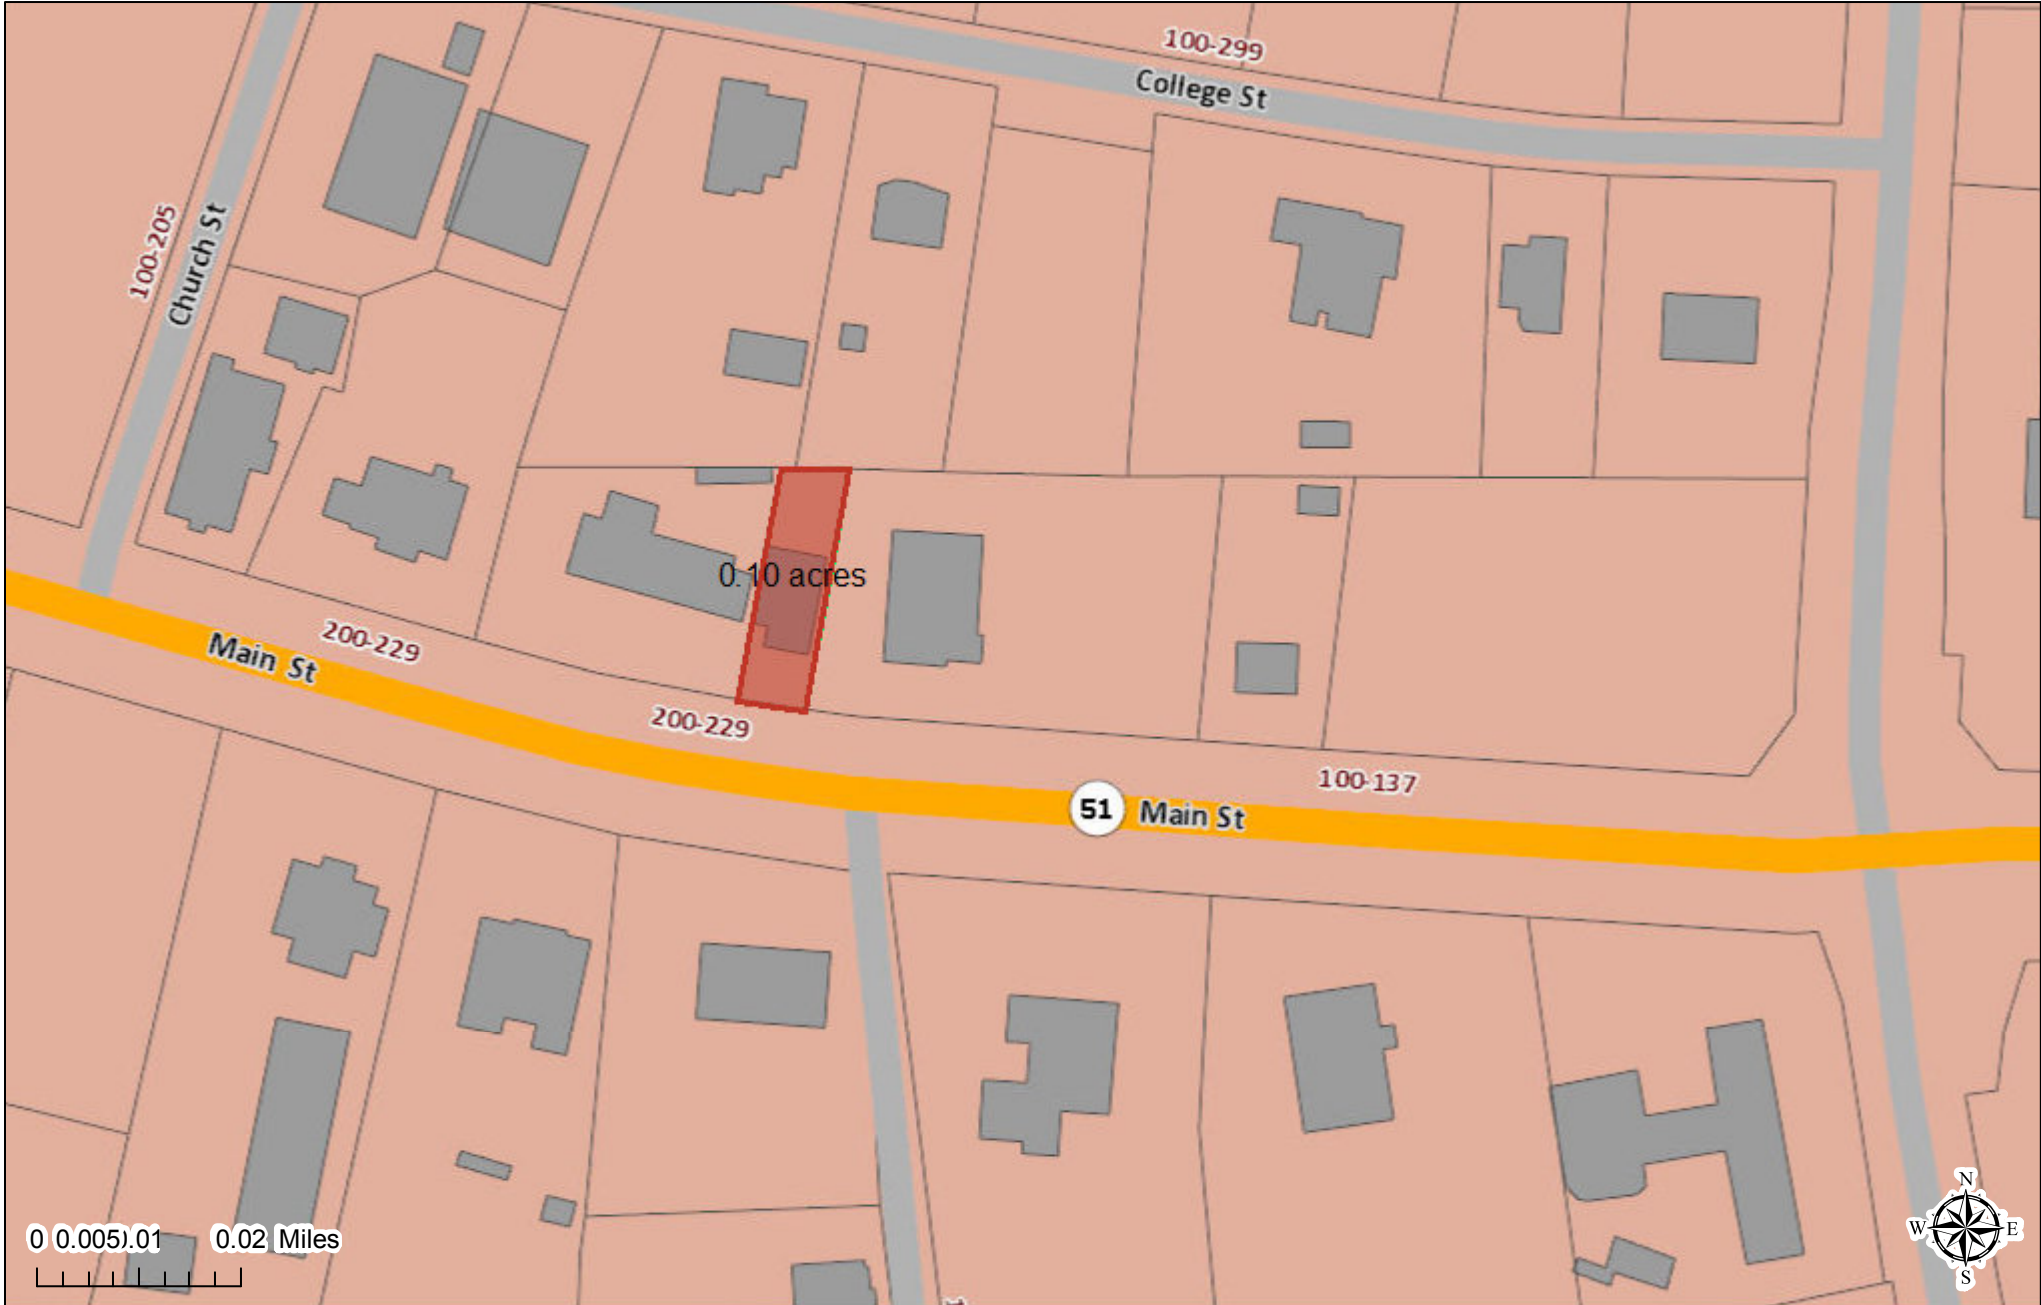 100-299
College St
100-205
Church St
0.10 acres
200-229
Main St
200-229
100-137
51 Main St
N
W E
S
0 0.005 0.01 0.02 Miles